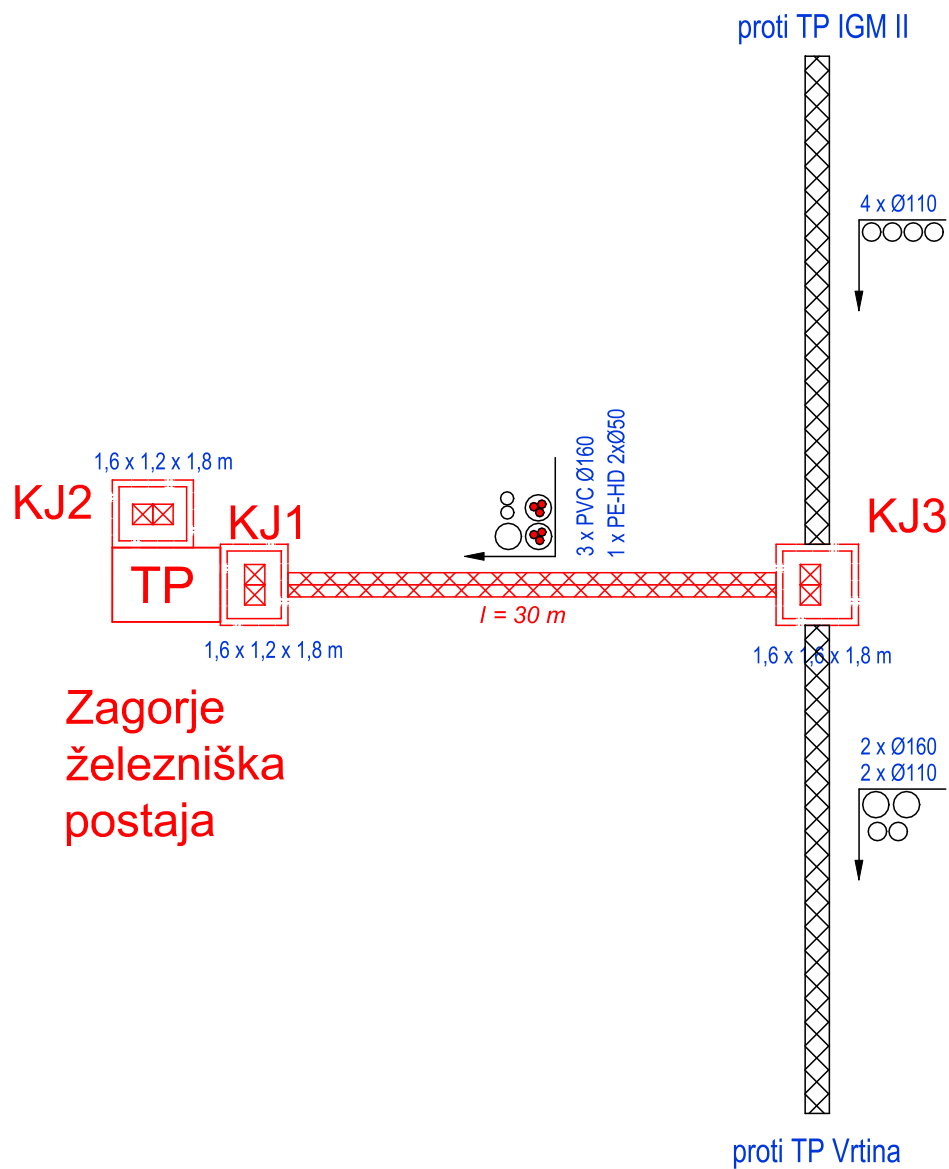 proti TP IGM II
4 x Ø110
3 x PVC Ø160
1 x PE-HD 2xØ50
1,6 x 1,2 x 1,8 m
KJ2
KJ1
KJ3
TP
l = 30 m
1,6 x 1,2 x 1,8 m
1,6 x 1,6 x 1,8 m
Zagorje
železniška
postaja
2 x Ø160
2 x Ø110
proti TP Vrtina